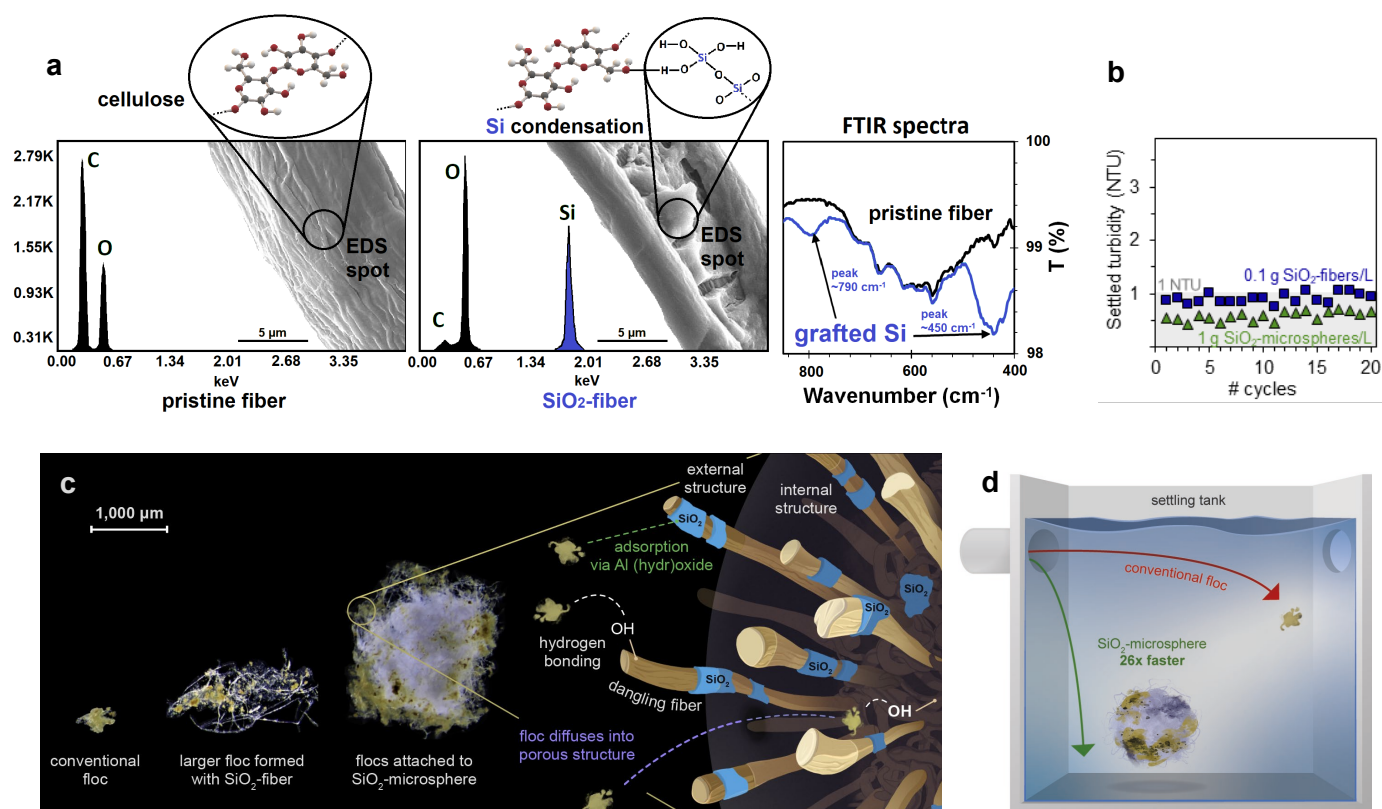 a
cellulose
C
O
EDS
spot
5 µm
2.79K
2.17K
1.55K
0.93K
0.31K
0.00 0.67 1.34 2.01 2.68 3.35
keV
pristine fiber
H O O H
Si
H O O
Si O
O
Si condensation
O
Si
C
EDS
spot
5 µm
0.00 0.67 1.34 2.01 2.68 3.35
keV
SiO2-fiber
FTIR spectra
pristine fiber
peak
~790 cm-1
peak
~450 cm-1
grafted Si
100
99
98
T (%)
800 600 400
Wavenumber (cm-1)
b
Settled turbidity (NTU)
3
2
1
1 NTU
0.1 g SiO2-fibers/L
1 g SiO2-microspheres/L
0 5 10 15 20
# cycles
c
1,000 µm
conventional
floc
larger floc formed
with SiO2-fiber
flocs attached to
SiO2-microsphere
external
structure
internal
structure
SiO2
adsorption
via Al (hydr)oxide
SiO2
SiO2
OH
hydrogen
bonding
SiO2
SiO2
dangling fiber
OH
floc diffuses into
porous structure
d
settling tank
conventional floc
SiO2-microsphere
26x faster